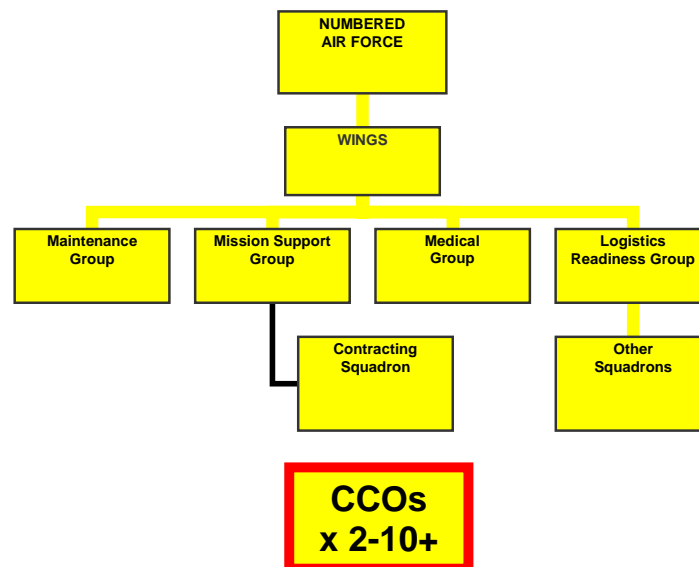 NUMBERED
AIR FORCE
WINGS
Maintenance
Group
Mission Support
Group
Medical
Group
Logistics
Readiness Group
Contracting
Squadron
Other
Squadrons
CCOs
x 2-10+